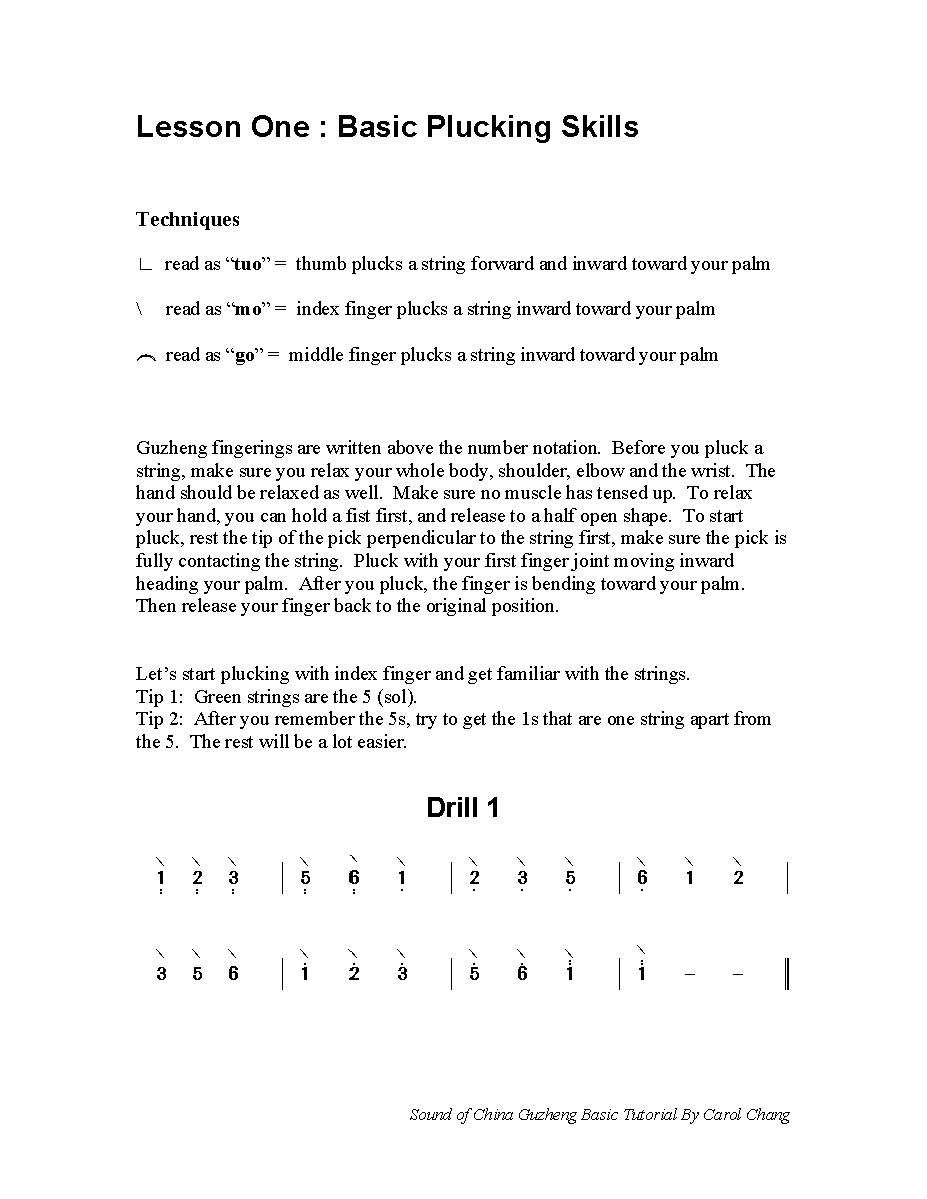 Lesson One : Basic Plucking Skills
Techniques
∟ read as “tuo” = thumb plucks a string forward and inward toward your palm
\ read as “mo” = index finger plucks a string inward toward your palm
⌒ read as “go” = middle finger plucks a string inward toward your palm
Guzheng fingerings are written above the number notation. Before you pluck a
string, make sure you relax your whole body, shoulder, elbow and the wrist. The
hand should be relaxed as well. Make sure no muscle has tensed up. To relax
your hand, you can hold a fist first, and release to a half open shape. To start
pluck, rest the tip of the pick perpendicular to the string first, make sure the pick is
fully contacting the string. Pluck with your first finger joint moving inward
heading your palm. After you pluck, the finger is bending toward your palm.
Then release your finger back to the original position.
Let’s start plucking with index finger and get familiar with the strings.
Tip 1: Green strings are the 5 (sol).
Tip 2: After you remember the 5s, try to get the 1s that are one string apart from
the 5. The rest will be a lot easier.
Drill 1
\ \ \ \ \ \ \ \ \ \ \ \
1 2 3 | 5 6 1 | 2 3 5 | 6 1 2 |
\ \ \ \ \ \ \ \ \ \
3 5 6 | 1 2 3 | 5 6 1 | 1 – – ‖
Sound of China Guzheng Basic Tutorial By Carol Chang